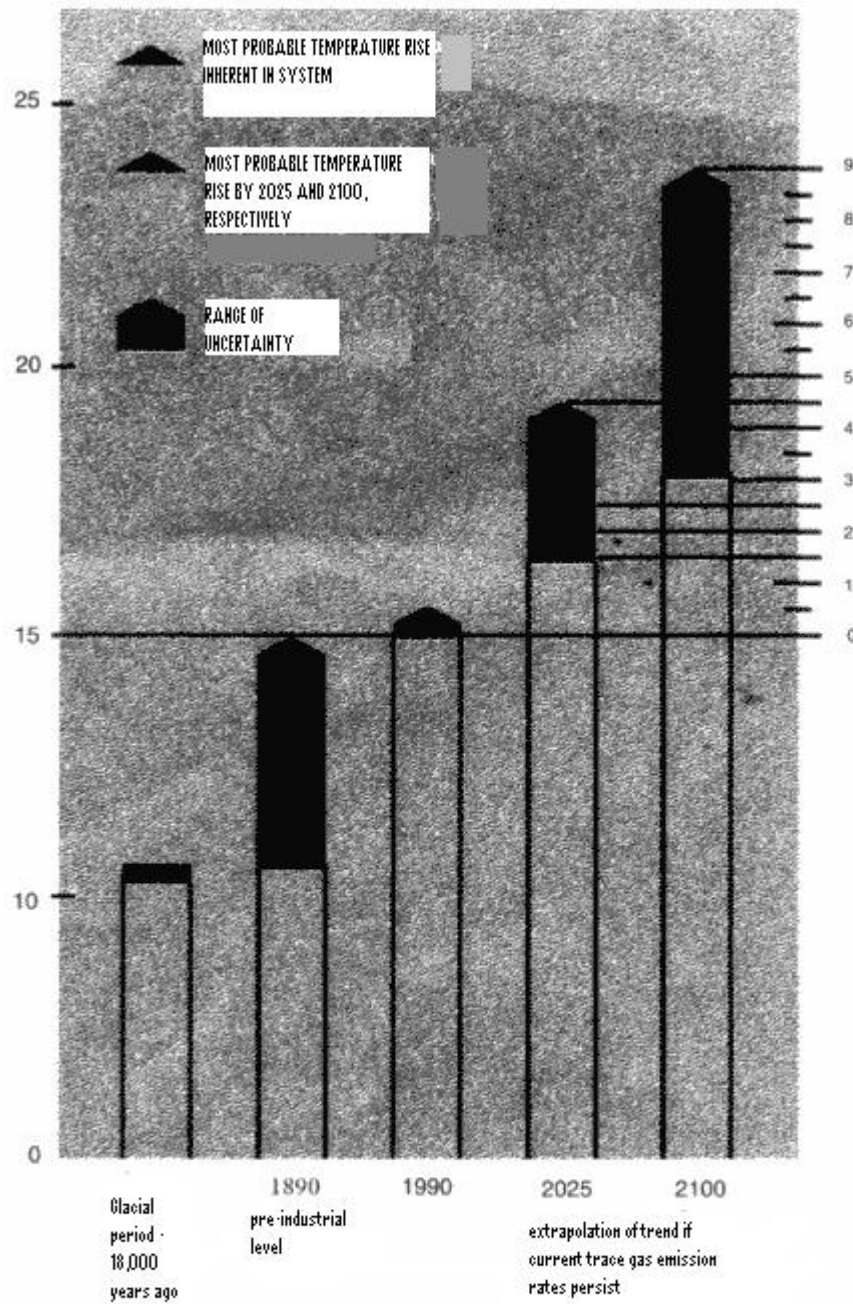 MOST PROBABLE TEMPERATURE RISE
INHERENT IN SYSTEM
25
MOST PROBABLE TEMPERATURE
RISE BY 2025 AND 2100,
RESPECTIVELY
9
8
7
RANGE OF
UNCERTAINTY
6
20
5
4
3
2
1
15
0
10
0
1890
1990
2025
2100
Glacial
period -
18,000
years ago
pre-industrial
level
extrapolation of trend if
current trace gas emission
rates persist